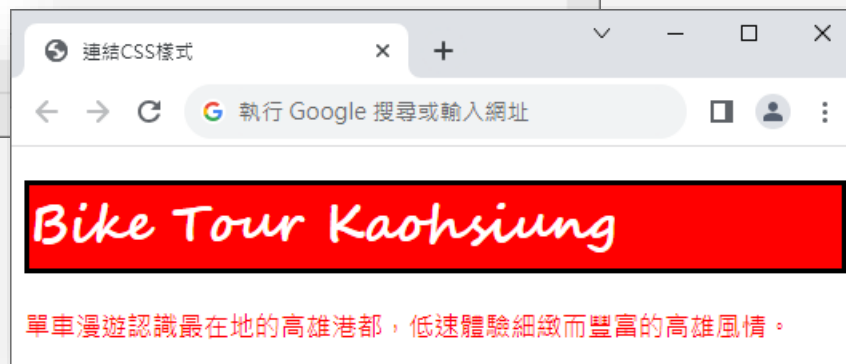 連結CSS樣式
執行 Google 搜尋或輸入網址
Bike Tour Kaohsiung
單車漫遊認識最在地的高雄港都，低速體驗細緻而豐富的高雄風情。